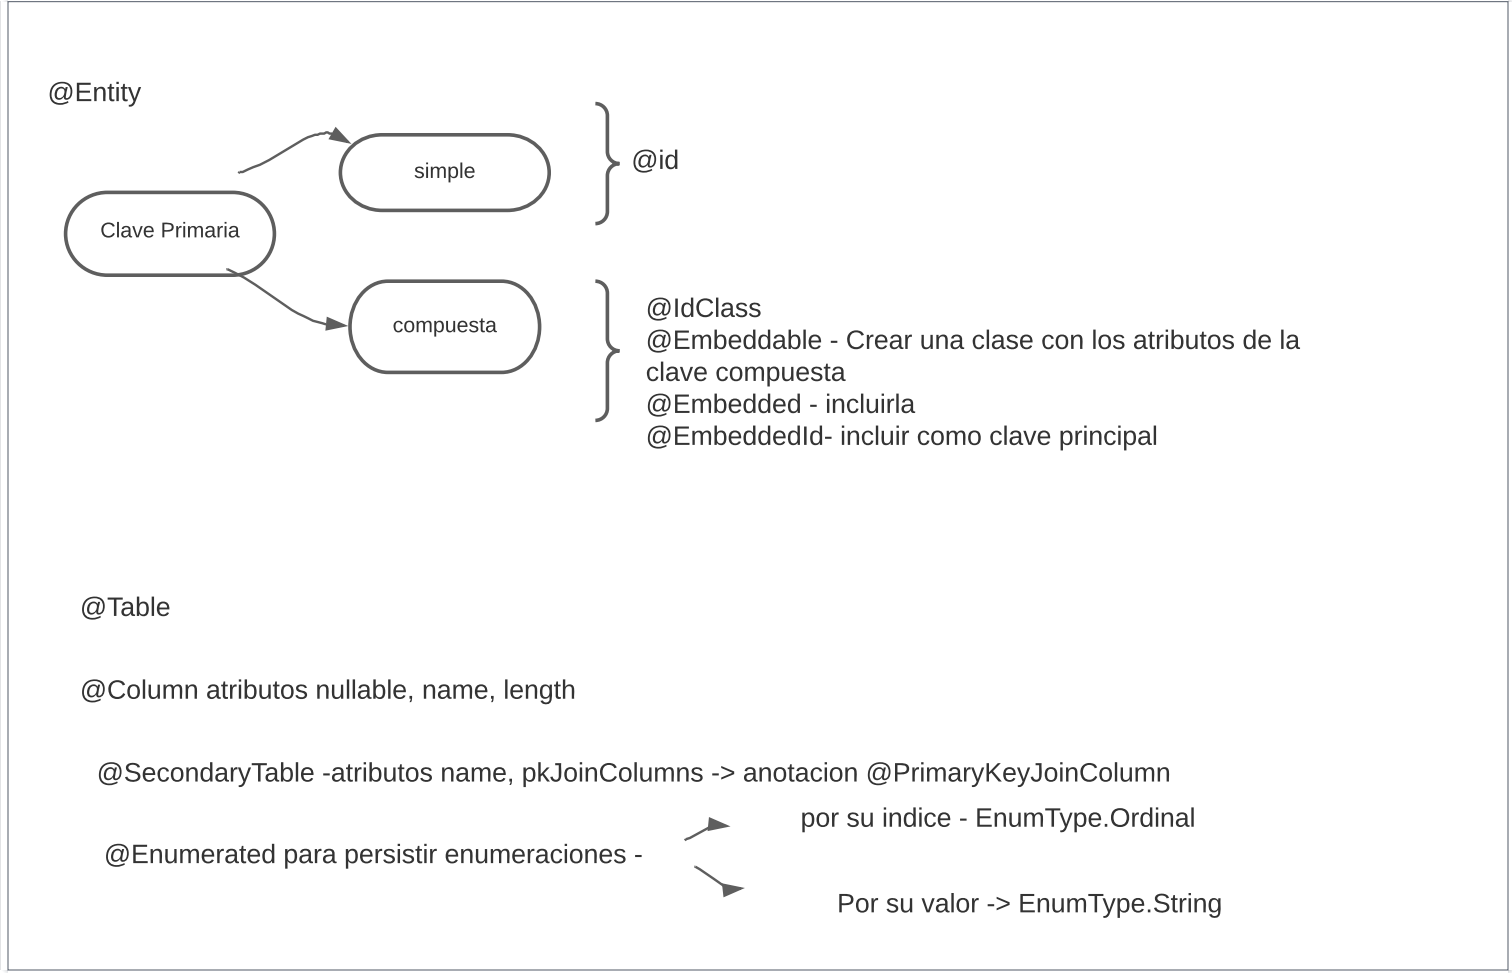 @Entity
simple
@id
Clave Primaria
compuesta
@IdClass
@Embeddable - Crear una clase con los atributos de la
clave compuesta
@Embedded - incluirla
@EmbeddedId- incluir como clave principal
@Table
@Column atributos nullable, name, length
@SecondaryTable -atributos name, pkJoinColumns -> anotacion @PrimaryKeyJoinColumn
por su indice - EnumType.Ordinal
@Enumerated para persistir enumeraciones -
Por su valor -> EnumType.String